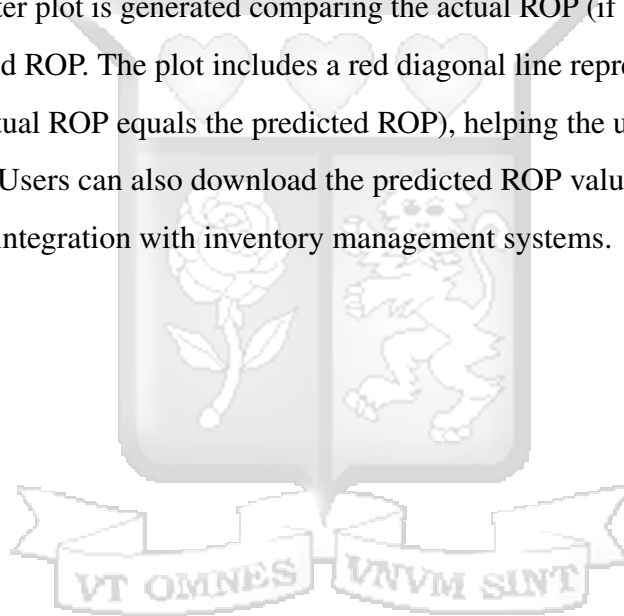 ter plot is generated comparing the actual ROP (if
d ROP. The plot includes a red diagonal line repre
tual ROP equals the predicted ROP), helping the u
Users can also download the predicted ROP valu
integration with inventory management systems.
VT OMNES VNVM SINT